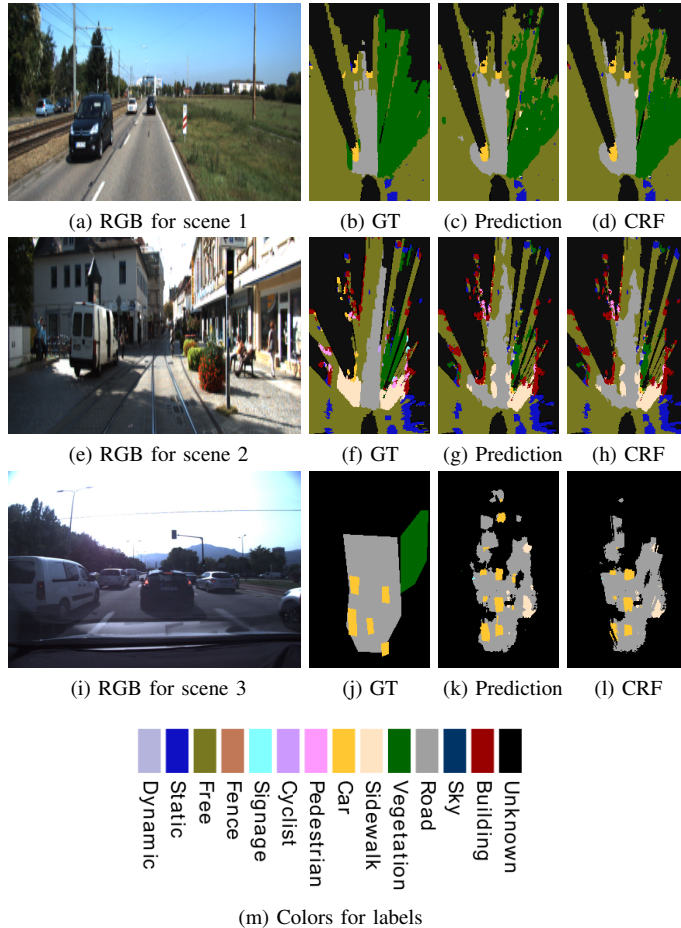 (a) RGB for scene 1
(b) GT
(c) Prediction
(d) CRF
(e) RGB for scene 2
(f) GT
(g) Prediction
(h) CRF
(i) RGB for scene 3
(j) GT
(k) Prediction
(l) CRF
Dynamic
Static
Free
Fence
Signage
Cyclist
Pedestrian
Car
Sidewalk
Vegetation
Road
Sky
Building
Unknown
(m) Colors for labels